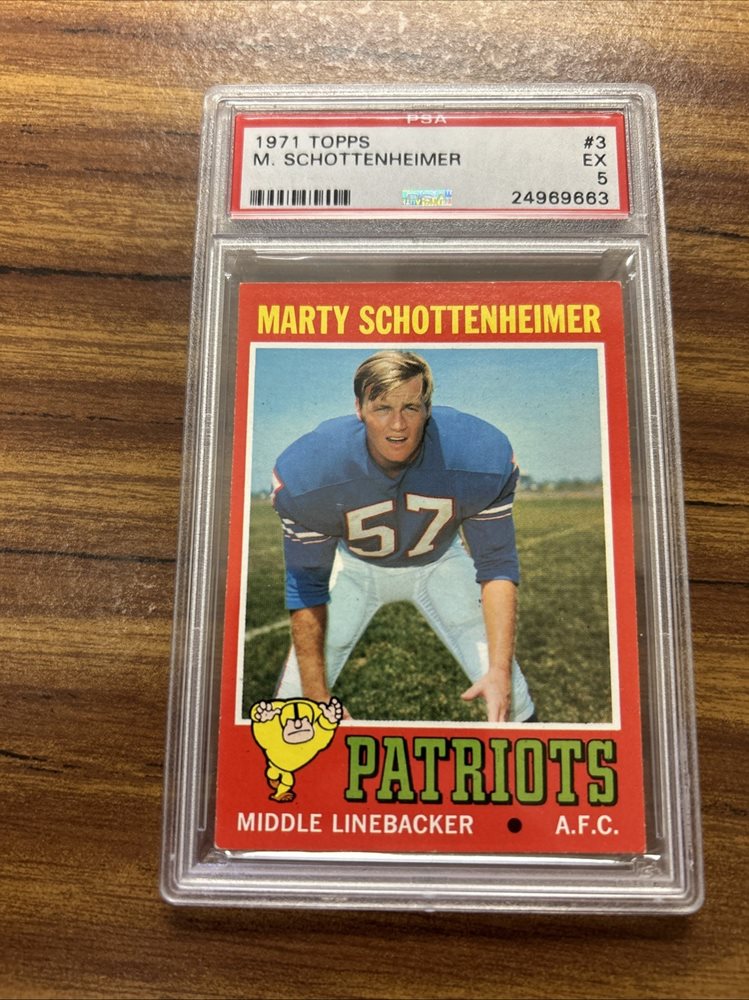 PSA
1971 TOPPS #3
M. SCHOTTENHEIMER EX
5
24969663
MARTY SCHOTTENHEIMER
57
PATRIOTS
MIDDLE LINEBACKER • A.F.C.